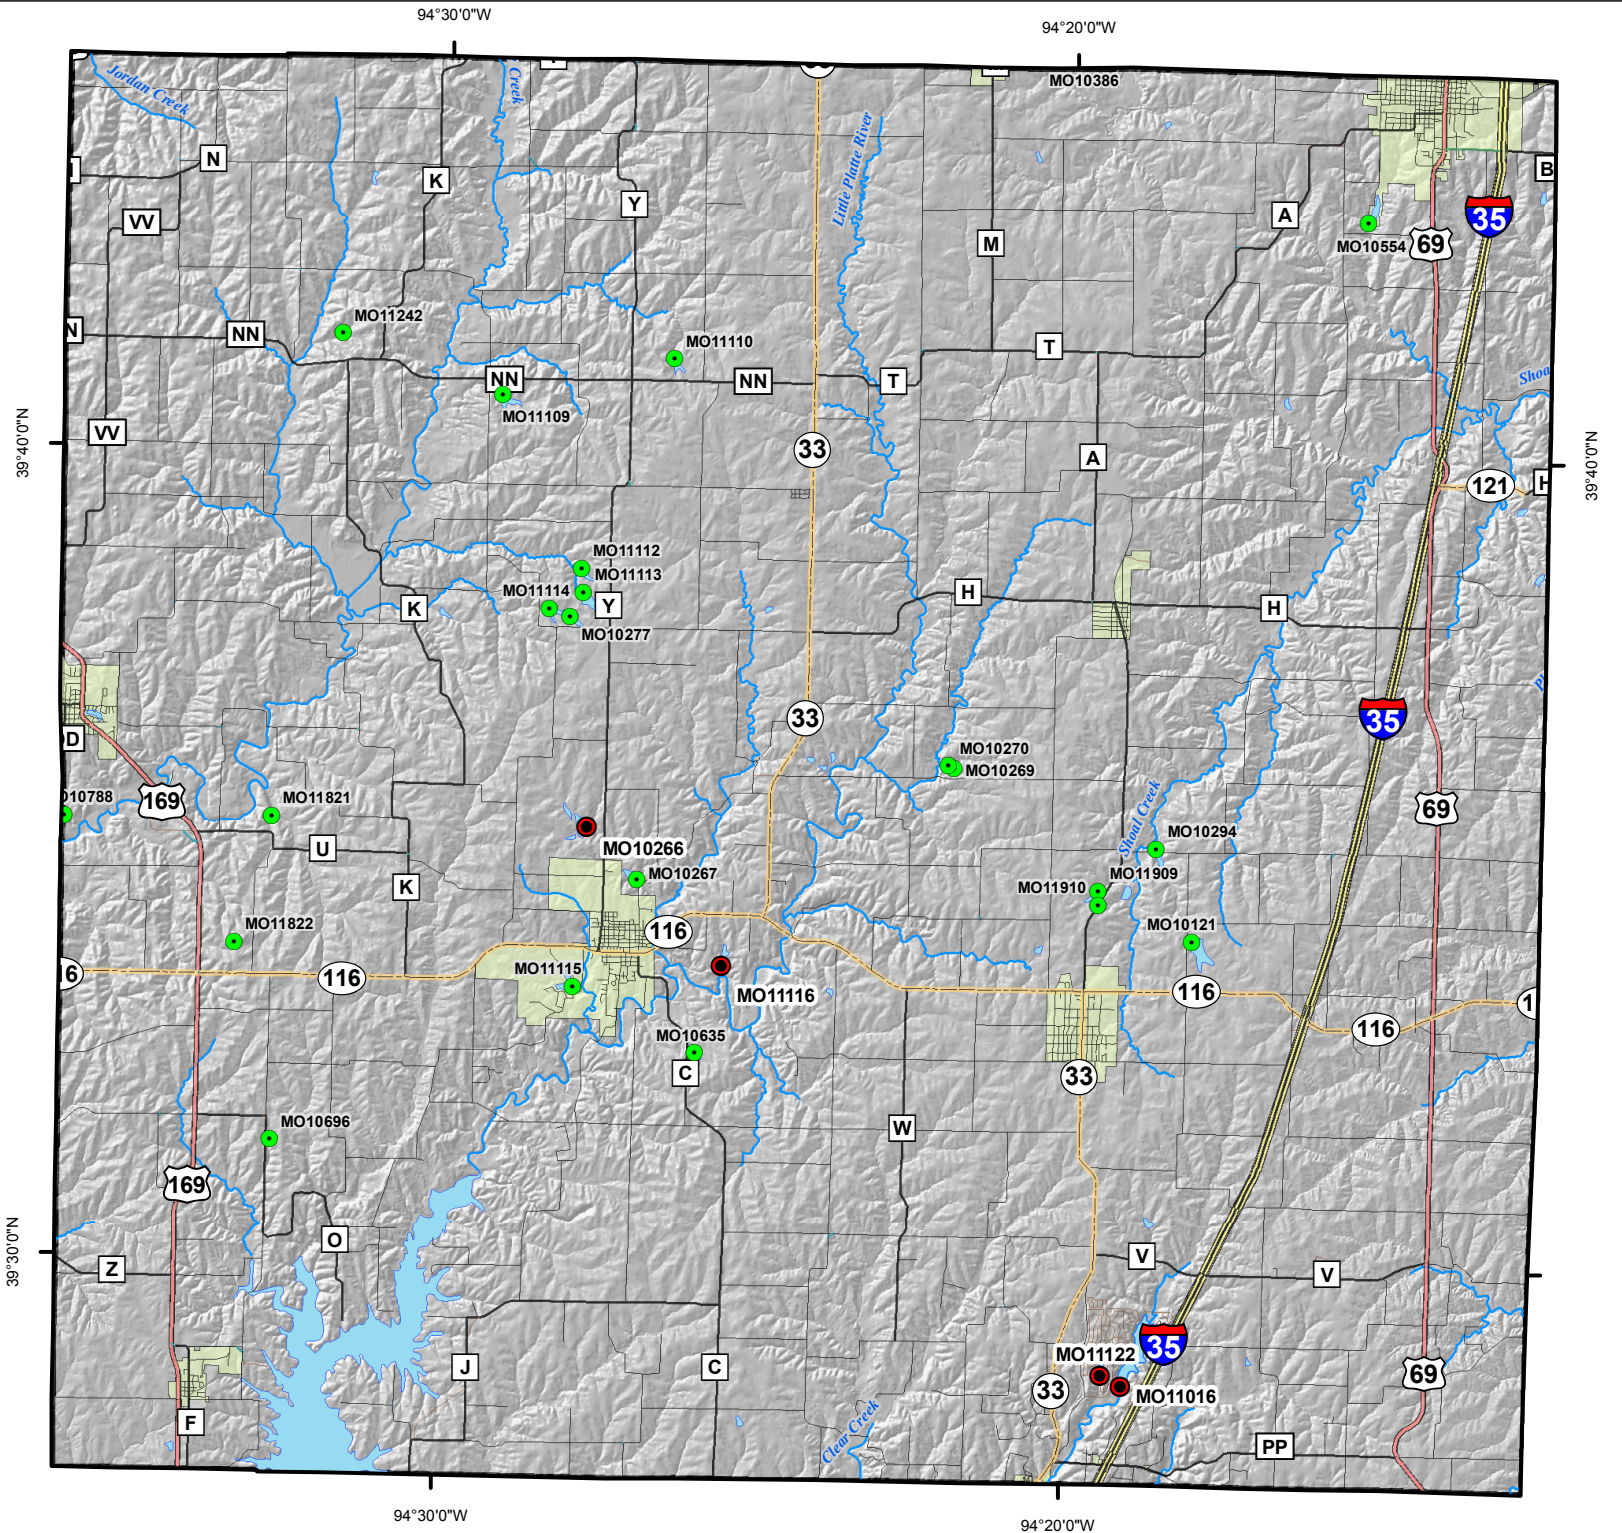 94°30'0"W
94°20'0"W
Jordan Creek
Creek
MO10386
N
K
VV
Y
Little Platte River
M
A
B
35
69
MO10554
MO11242
N
NN
MO11110
T
NN
NN
T
MO11109
Shoa
39°40'0"N
VV
33
A
39°40'0"N
121
H
MO11112
MO11113
MO11114
K
Y
H
H
MO10277
33
35
D
MO10270
MO10269
10788
169
MO11821
69
Shoal Creek
MO10294
U
MO10266
MO10267
K
MO11910
MO11909
MO11822
116
MO10121
16
116
MO11115
MO11116
116
1
116
MO10635
C
33
MO10696
W
169
O
Z
39°30'0"N
V
V
35
MO11122
J
C
33
MO11016
69
F
Clear Creek
PP
94°30'0"W
94°20'0"W